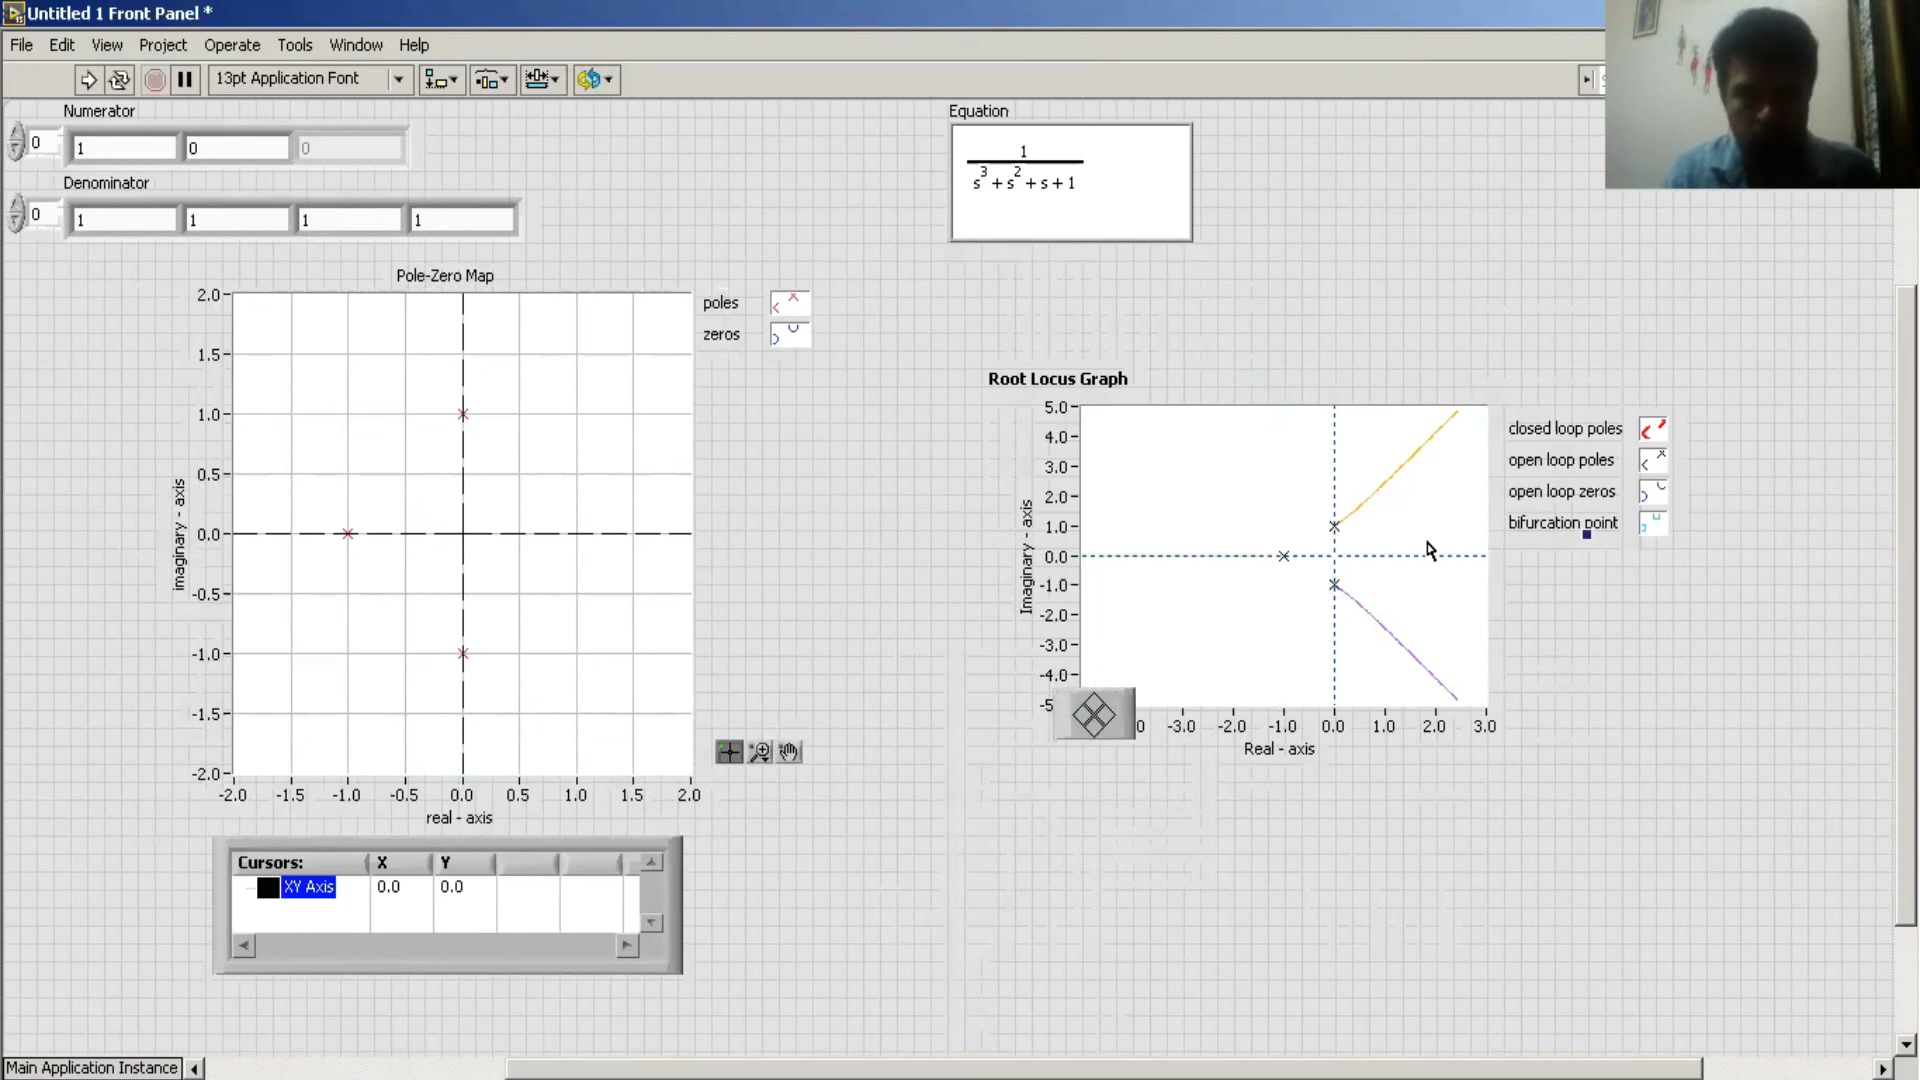 Untitled 1 Front Panel *
File Edit View Project Operate Tools Window Help
13pt Application Font
Numerator
0 1 0 0
Denominator
0 1 1 1 1
Equation
1
s3 + s2 + s + 1
Pole-Zero Map
2.0
1.5
1.0
0.5
0.0
-0.5
-1.0
-1.5
-2.0
imaginary - axis
-2.0 -1.5 -1.0 -0.5 0.0 0.5 1.0 1.5 2.0
real - axis
poles
zeros
Cursors: X Y
XY Axis 0.0 0.0
Root Locus Graph
5.0
4.0
3.0
2.0
1.0
0.0
-1.0
-2.0
-3.0
-4.0
-5
Imaginary - axis
0 -3.0 -2.0 -1.0 0.0 1.0 2.0 3.0
Real - axis
closed loop poles
open loop poles
open loop zeros
bifurcation point
Main Application Instance